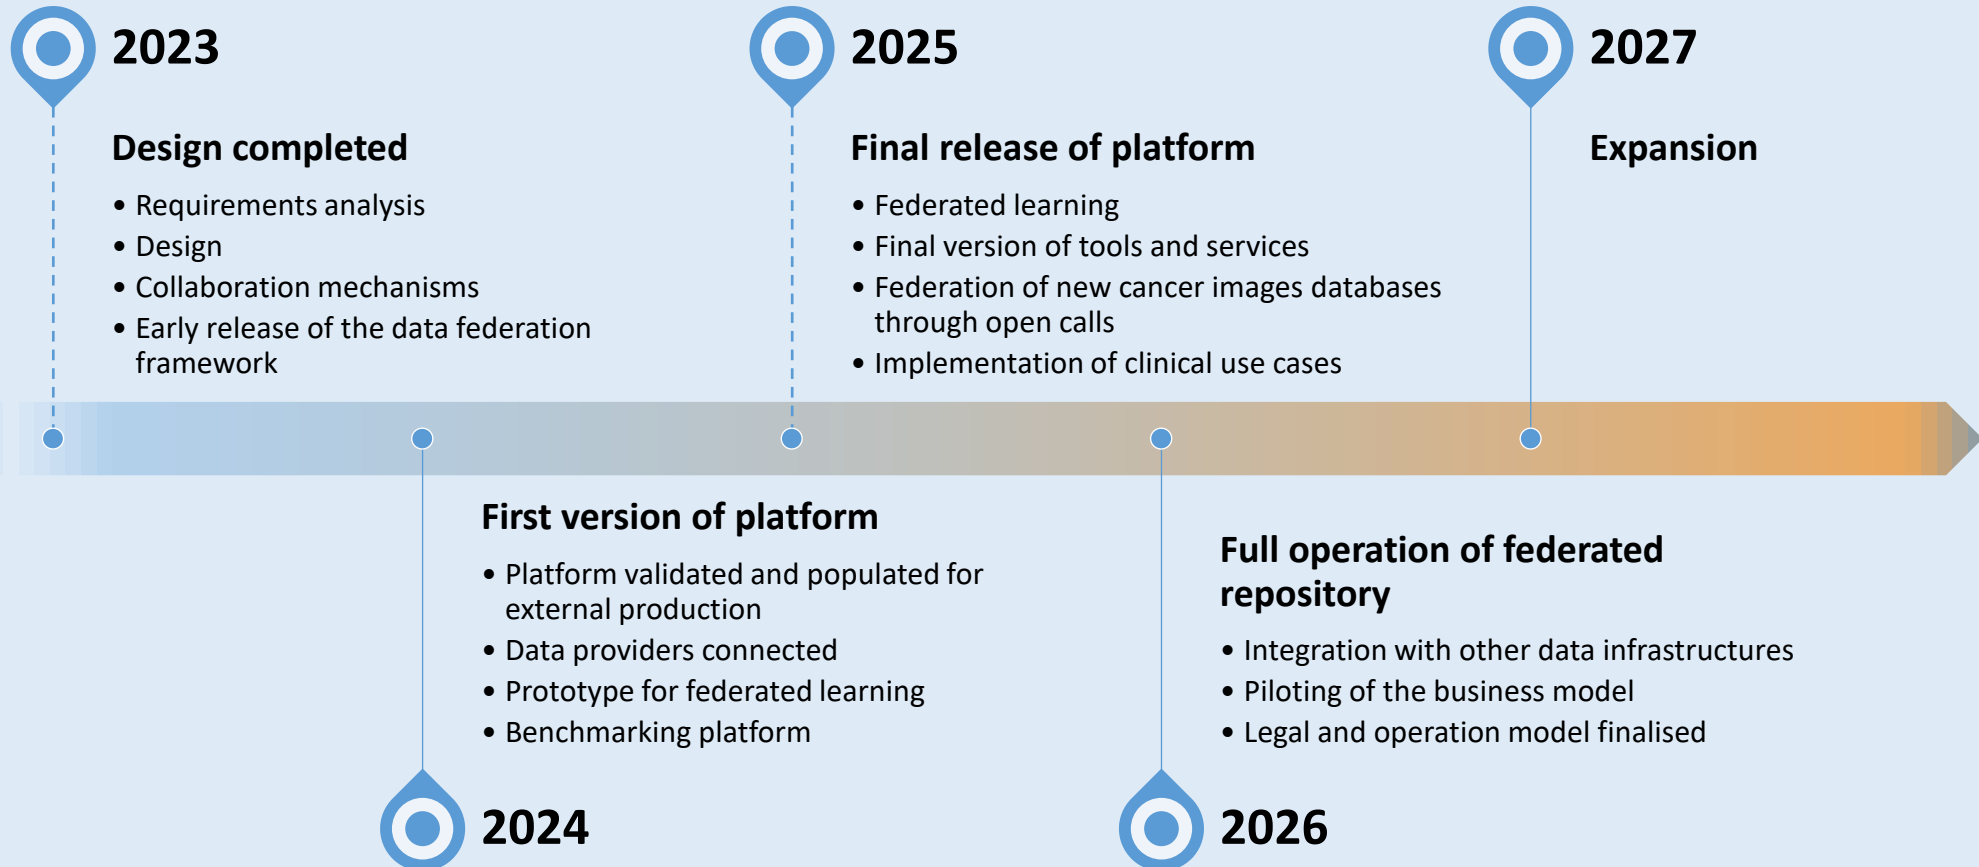 2023
Design completed
• Requirements analysis
• Design
• Collaboration mechanisms
• Early release of the data federation
framework
2024
First version of platform
• Platform validated and populated for
external production
• Data providers connected
• Prototype for federated learning
• Benchmarking platform
2025
Final release of platform
• Federated learning
• Final version of tools and services
• Federation of new cancer images databases
through open calls
• Implementation of clinical use cases
2026
Full operation of federated
repository
• Integration with other data infrastructures
• Piloting of the business model
• Legal and operation model finalised
2027
Expansion